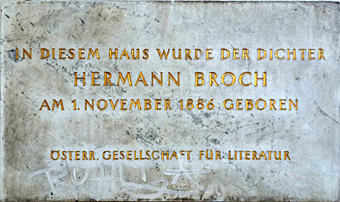 IN DIESEM HAUS WURDE DER DICHTER
HERMANN BROCH
AM 1. NOVEMBER 1886 GEBOREN
ÖSTERR. GESELLSCHAFT FÜR LITERATUR